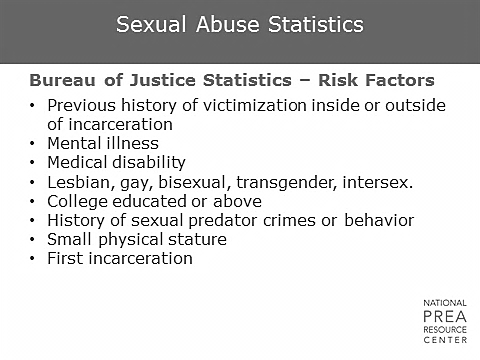 Sexual Abuse Statistics
Bureau of Justice Statistics – Risk Factors
• Previous history of victimization inside or outside
of incarceration
• Mental illness
• Medical disability
• Lesbian, gay, bisexual, transgender, intersex.
• College educated or above
• History of sexual predator crimes or behavior
• Small physical stature
• First incarceration
NATIONAL
PREA
RESOURCE
CENTER